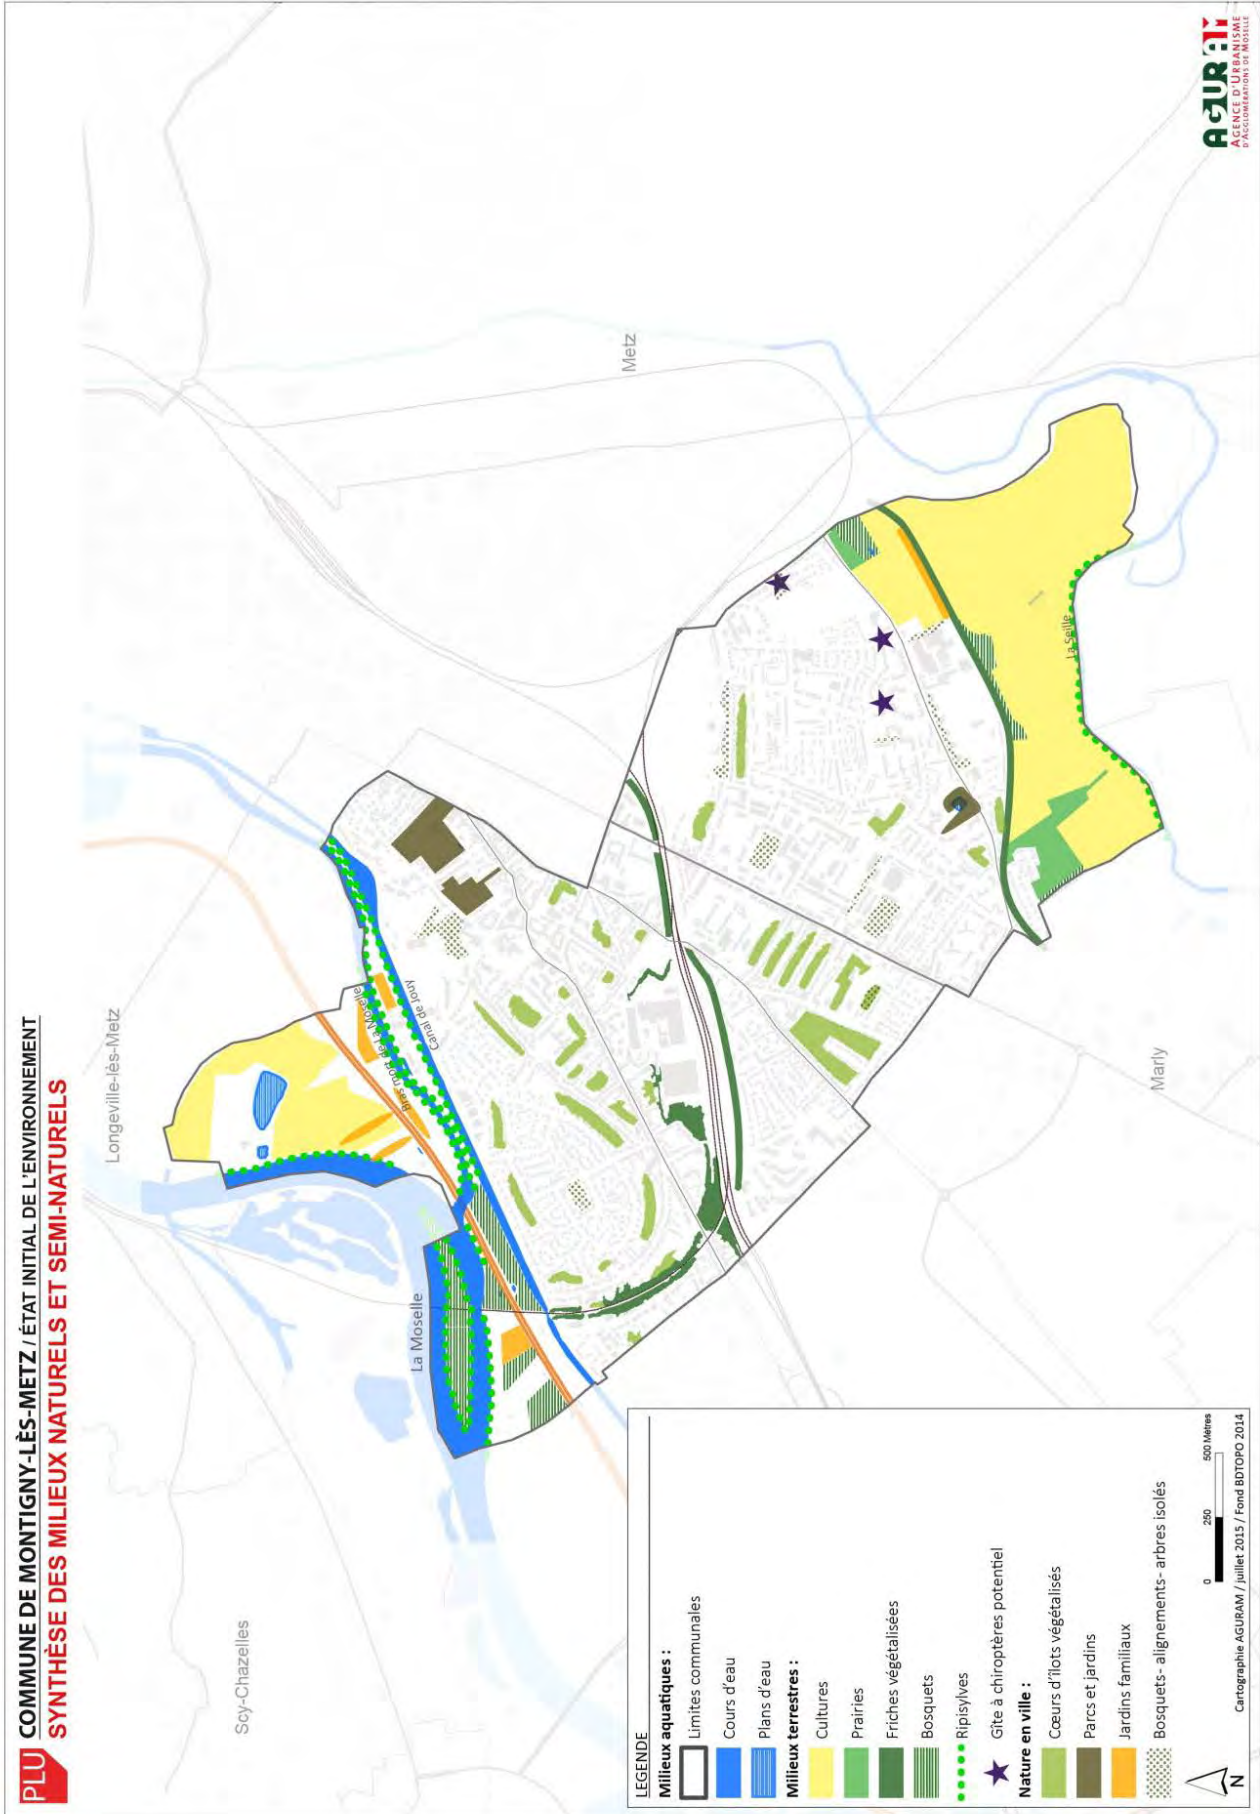 PLU
COMMUNE DE MONTIGNY-LÈS-METZ / ÉTAT INITIAL DE L'ENVIRONNEMENT
SYNTHÈSE DES MILIEUX NATURELS ET SEMI-NATURELS
Scy-Chazelles
Longeville-lès-Metz
La Moselle
Bras mort de La Moselle
Canal de Jouy
Metz
La Seille
Marly
LEGENDE
Milieux aquatiques :
Limites communales
Cours d'eau
Plans d'eau
Milieux terrestres :
Cultures
Prairies
Friches végétalisées
Bosquets
Ripisylves
Gîte à chiroptères potentiel
Nature en ville :
Cœurs d'îlots végétalisés
Parcs et jardins
Jardins familiaux
Bosquets- alignements- arbres isolés
N
0 250 500 Mètres
Cartographie AGURAM / juillet 2015 / Fond BDTOPO 2014
AGURAM
AGENCE D'URBANISME
D'AGGLOMÉRATIONS DE MOSELLE